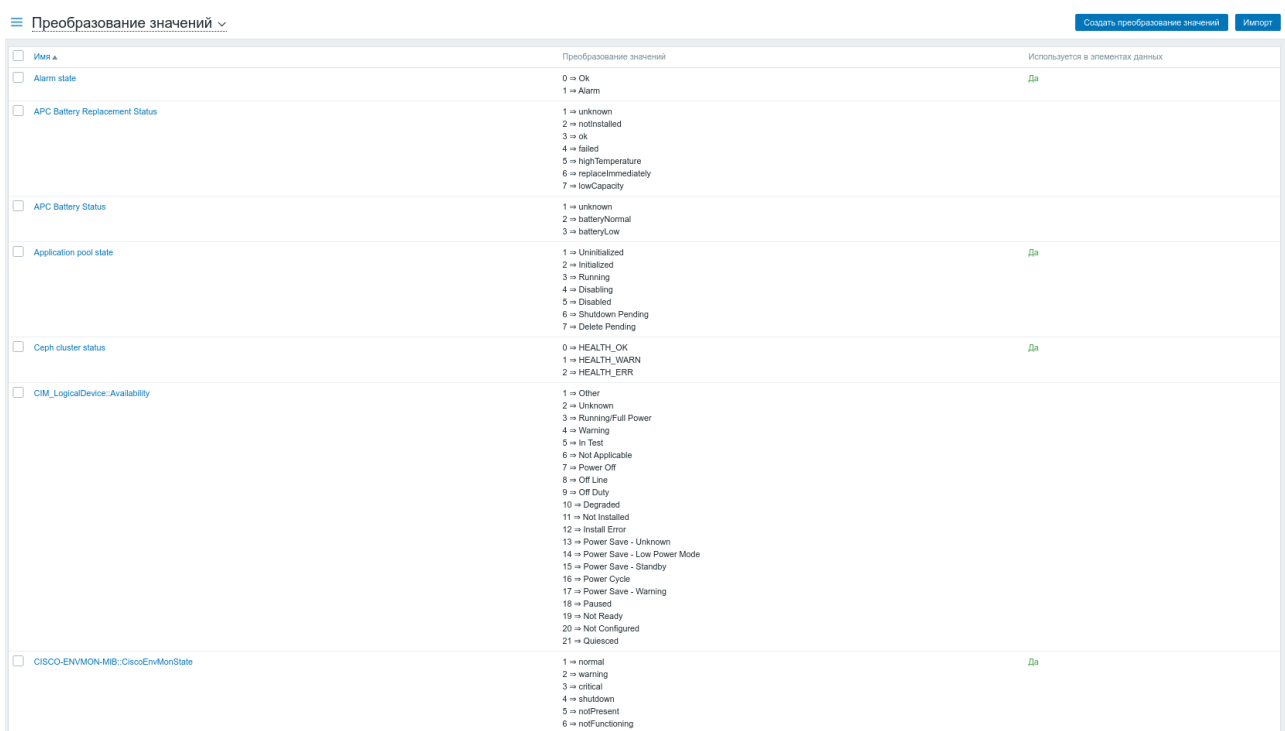 Преобразование значений
Создать преобразование значений Импорт
Имя Преобразование значений Используется в элементах данных
Alarm state 0 ⇒ Ok Да
1 ⇒ Alarm
APC Battery Replacement Status 1 ⇒ unknown
2 ⇒ notInstalled
3 ⇒ ok
4 ⇒ failed
5 ⇒ highTemperature
6 ⇒ replaceImmediately
7 ⇒ lowCapacity
APC Battery Status 1 ⇒ unknown
2 ⇒ batteryNormal
3 ⇒ batteryLow
Application pool state 1 ⇒ Uninitialized Да
2 ⇒ Initialized
3 ⇒ Running
4 ⇒ Disabling
5 ⇒ Disabled
6 ⇒ Shutdown Pending
7 ⇒ Delete Pending
Ceph cluster status 0 ⇒ HEALTH_OK Да
1 ⇒ HEALTH_WARN
2 ⇒ HEALTH_ERR
CIM_LogicalDevice::Availability 1 ⇒ Other
2 ⇒ Unknown
3 ⇒ Running/Full Power
4 ⇒ Warning
5 ⇒ In Test
6 ⇒ Not Applicable
7 ⇒ Power Off
8 ⇒ Off Line
9 ⇒ Off Duty
10 ⇒ Degraded
11 ⇒ Not Installed
12 ⇒ Install Error
13 ⇒ Power Save - Unknown
14 ⇒ Power Save - Low Power Mode
15 ⇒ Power Save - Standby
16 ⇒ Power Cycle
17 ⇒ Power Save - Warning
18 ⇒ Paused
19 ⇒ Not Ready
20 ⇒ Not Configured
21 ⇒ Quiesced
CISCO-ENVMON-MIB::CiscoEnvMonState 1 ⇒ normal Да
2 ⇒ warning
3 ⇒ critical
4 ⇒ shutdown
5 ⇒ notPresent
6 ⇒ notFunctioning